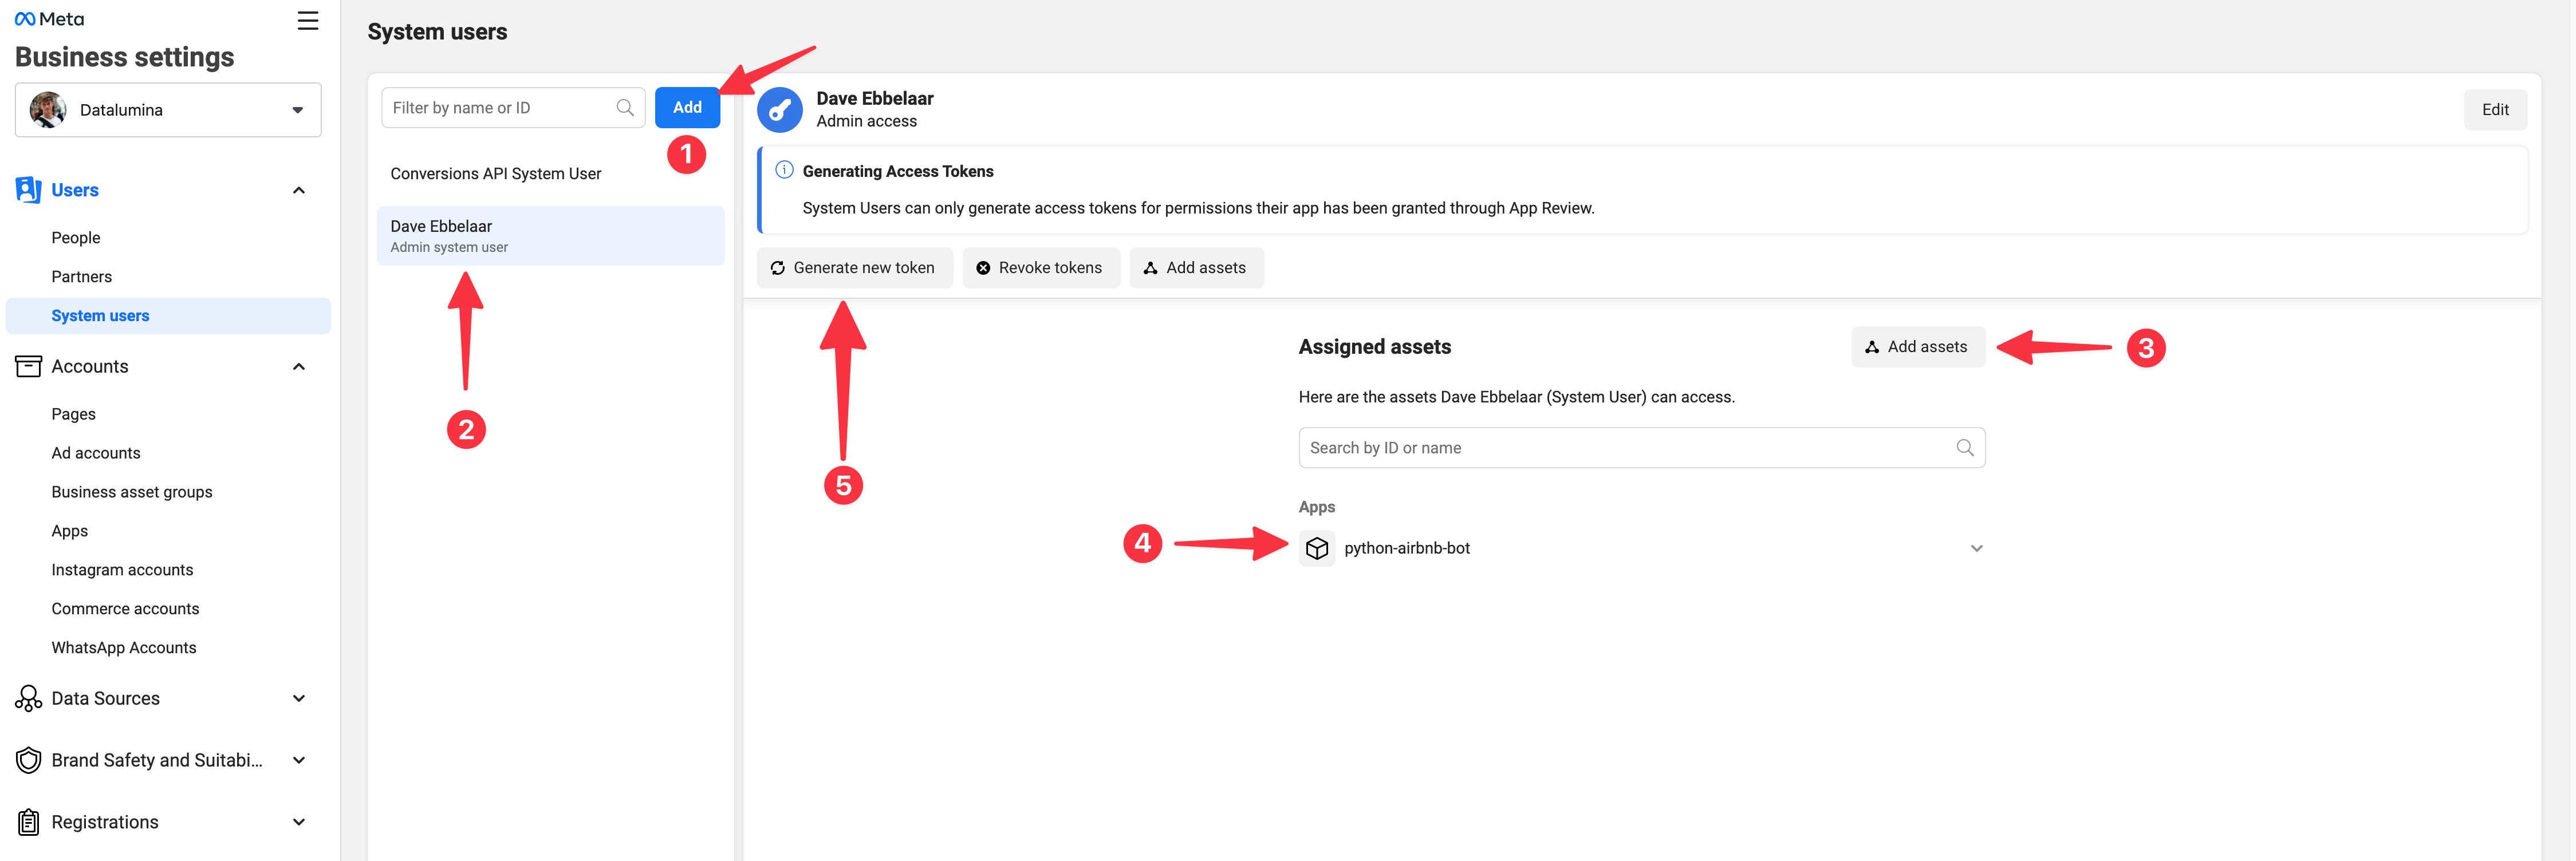 Meta
Business settings
Datalumina
Users
People
Partners
System users
Accounts
Pages
Ad accounts
Business asset groups
Apps
Instagram accounts
Commerce accounts
WhatsApp Accounts
Data Sources
Brand Safety and Suitabi...
Registrations
System users
Filter by name or ID
Add
1
Conversions API System User
Dave Ebbelaar
Admin system user
2
Dave Ebbelaar
Admin access
Edit
Generating Access Tokens
System Users can only generate access tokens for permissions their app has been granted through App Review.
Generate new token
Revoke tokens
Add assets
5
Assigned assets
Add assets
3
Here are the assets Dave Ebbelaar (System User) can access.
Search by ID or name
Apps
4
python-airbnb-bot